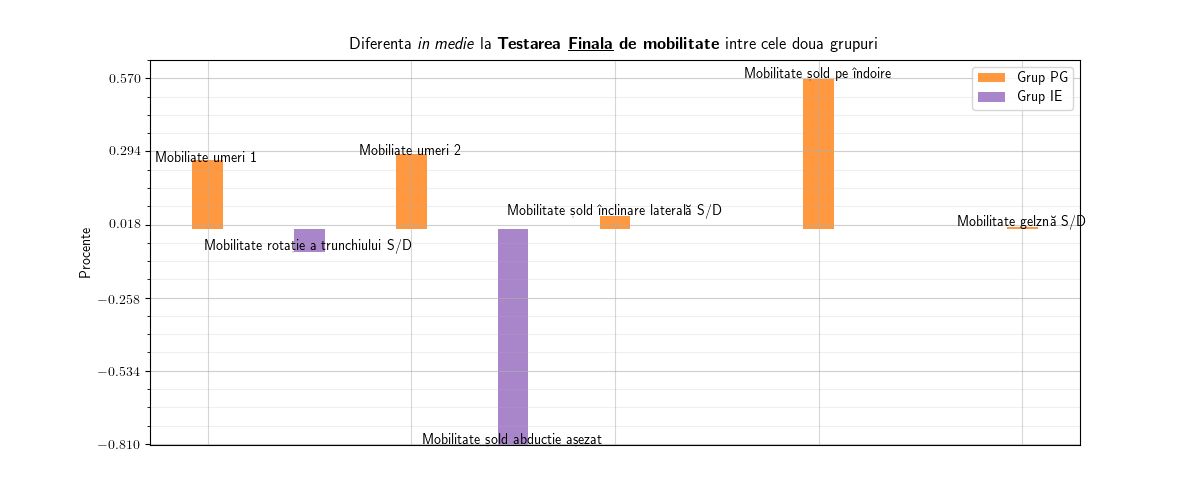 Diferenta in medie la Testarea Finala de mobilitate intre cele doua grupuri
Grup PG
Grup IE
Procente
0.570
0.294
0.018
−0.258
−0.534
−0.810
Mobiliate umeri 1
Mobilitate rotatie a trunchiului S/D
Mobiliate umeri 2
Mobilitate sold abductie asezat
Mobilitate șold înclinare laterală S/D
Mobilitate sold pe îndoire
Mobilitate gelznă S/D